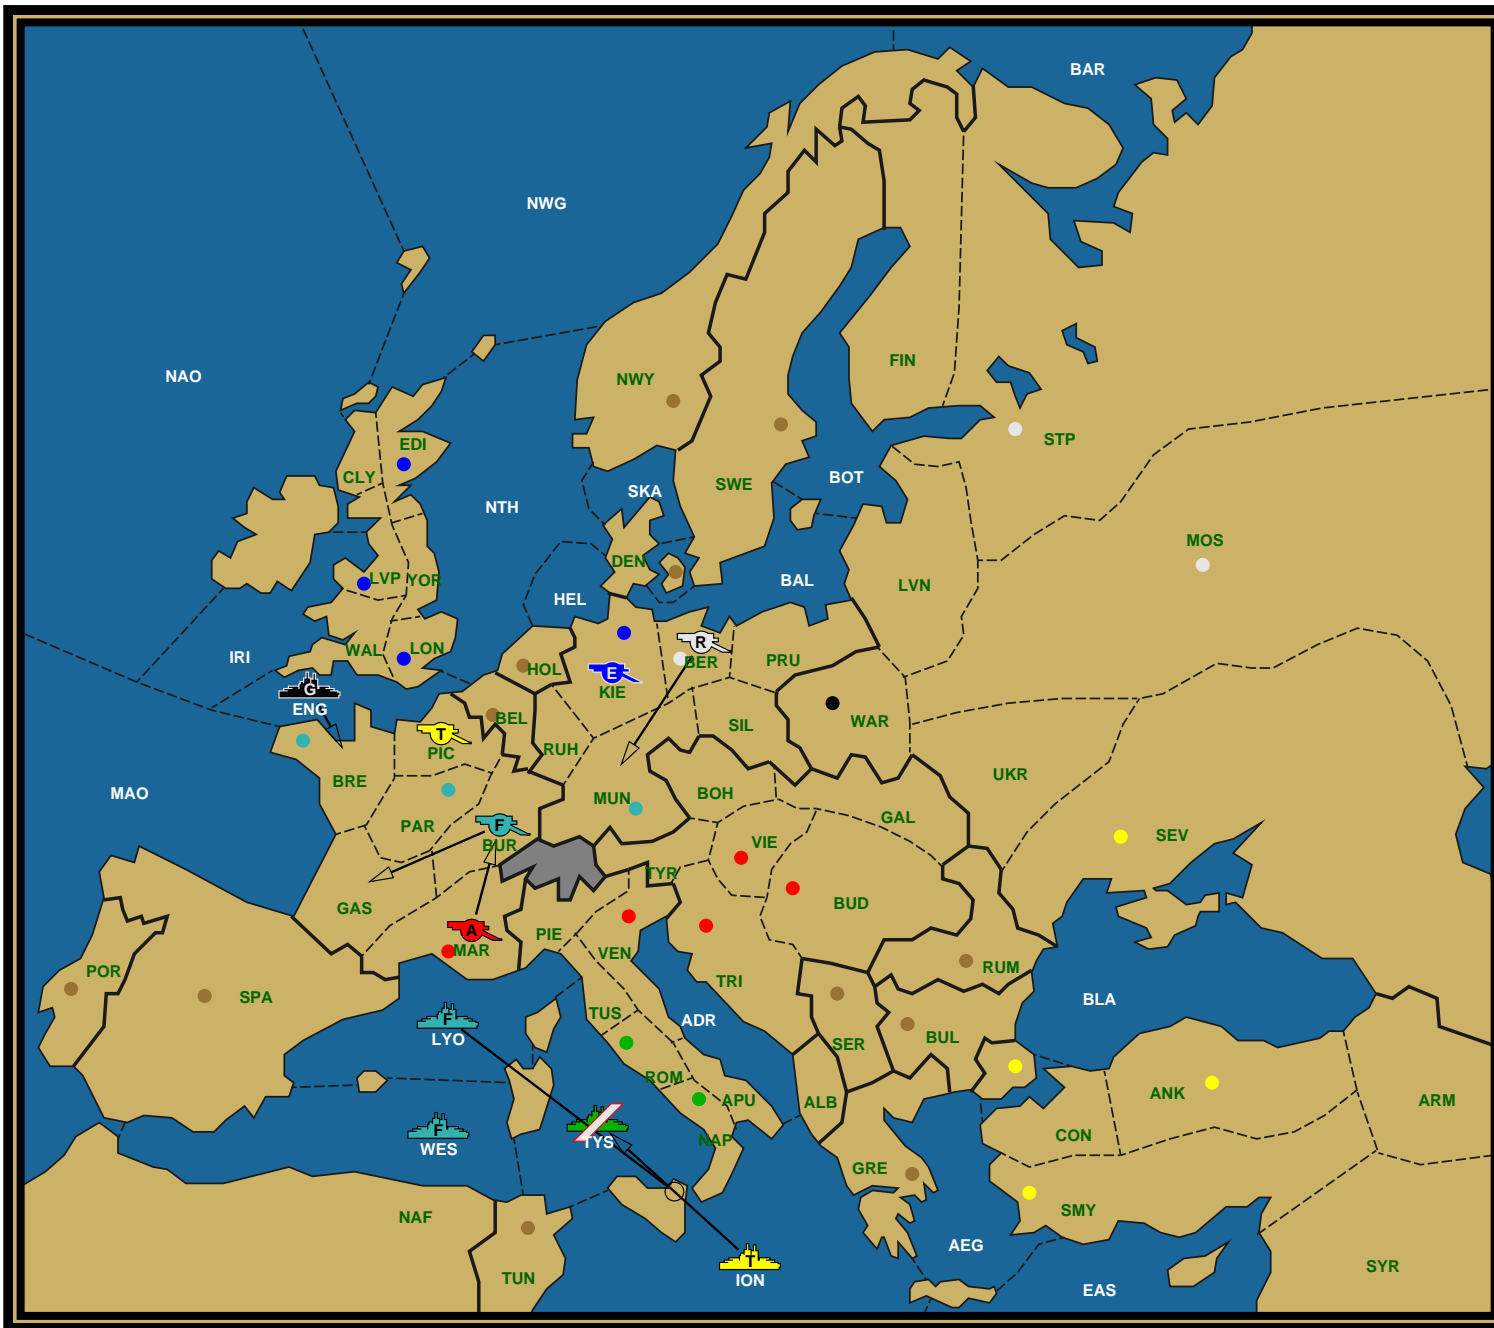 BAR
NWG
NAO
FIN
NWY
EDI
STP
CLY
SWE
BOT
SKA
NTH
MOS
DEN
LVP YOR
BAL
LVN
HEL
IRI
WAL
LON
HOL
R
BER
PRU
E
KIE
G
ENG
BEL
WAR
SIL
T
PIC
RUH
UKR
BRE
MAO
MUN
BOH
GAL
PAR
F
BUR
VIE
SEV
TYR
BUD
GAS
A
MAR
PIE
VEN
RUM
POR
SPA
TRI
BLA
TUS
ADR
F
LYO
SER
BUL
ROM
APU
ALB
ANK
ARM
F
WES
TYS
NAP
CON
GRE
SMY
NAF
AEG
T
ION
TUN
EAS
SYR